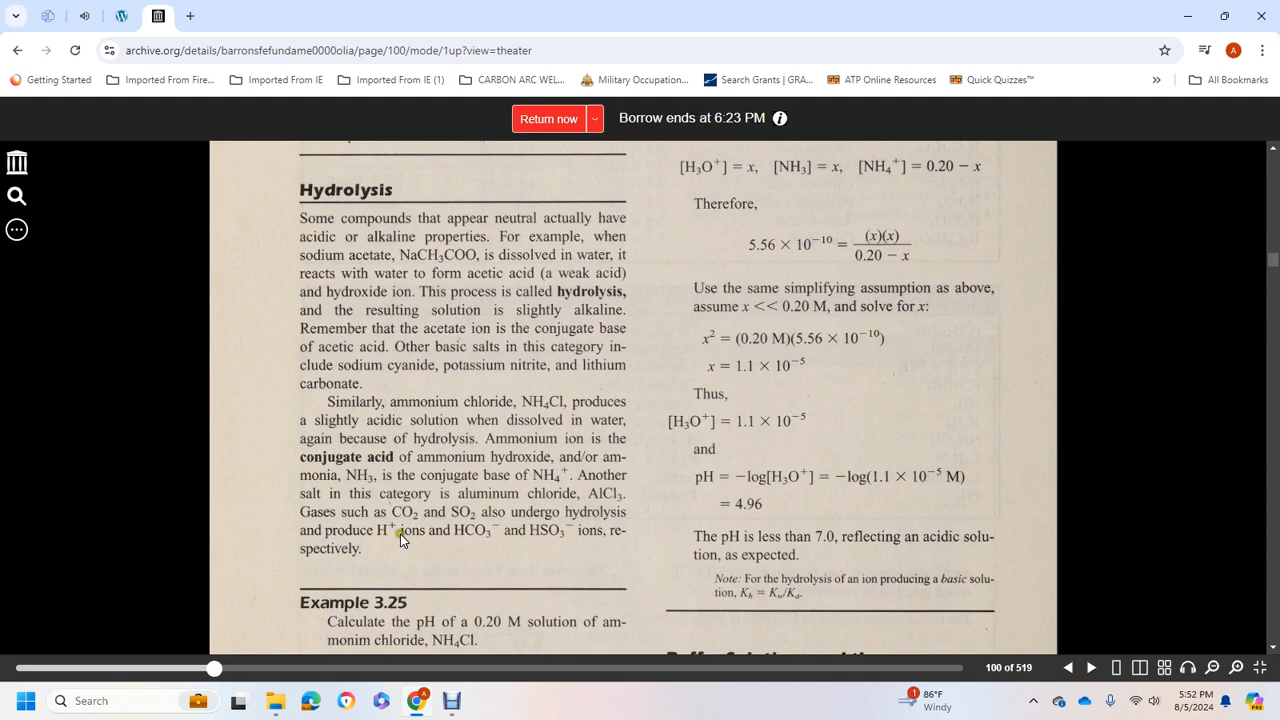 archive.org/details/barronsfefundame0000olia/page/100/mode/1up?view=theater
A
Getting Started
Imported From Fire...
Imported From IE
Imported From IE (1)
CARBON ARC WEL...
Military Occupation...
Search Grants | GRA...
ATP Online Resources
Quick Quizzes™
»
All Bookmarks
Return now
Borrow ends at 6:23 PM
Hydrolysis
Some compounds that appear neutral actually have
acidic or alkaline properties. For example, when
sodium acetate, NaCH₃COO, is dissolved in water, it
reacts with water to form acetic acid (a weak acid)
and hydroxide ion. This process is called hydrolysis,
and the resulting solution is slightly alkaline.
Remember that the acetate ion is the conjugate base
of acetic acid. Other basic salts in this category in-
clude sodium cyanide, potassium nitrite, and lithium
carbonate.
Similarly, ammonium chloride, NH₄Cl, produces
a slightly acidic solution when dissolved in water,
again because of hydrolysis. Ammonium ion is the
conjugate acid of ammonium hydroxide, and/or am-
monia, NH₃, is the conjugate base of NH₄⁺. Another
salt in this category is aluminum chloride, AlCl₃.
Gases such as CO₂ and SO₂ also undergo hydrolysis
and produce H⁺ ions and HCO₃⁻ and HSO₃⁻ ions, re-
spectively.
Example 3.25
Calculate the pH of a 0.20 M solution of am-
monim chloride, NH₄Cl.
[H₃O⁺] = x, [NH₃] = x, [NH₄⁺] = 0.20 − x
Therefore,
5.56 × 10⁻¹⁰ = (x)(x) / 0.20 − x
Use the same simplifying assumption as above,
assume x << 0.20 M, and solve for x:
x² = (0.20 M)(5.56 × 10⁻¹⁰)
x = 1.1 × 10⁻⁵
Thus,
[H₃O⁺] = 1.1 × 10⁻⁵
and
pH = −log[H₃O⁺] = −log(1.1 × 10⁻⁵ M)
= 4.96
The pH is less than 7.0, reflecting an acidic solu-
tion, as expected.
Note: For the hydrolysis of an ion producing a basic solu-
tion, Kₕ = K_w/Kₐ.
100 of 519
Search
1
86°F
Windy
5:52 PM
8/5/2024